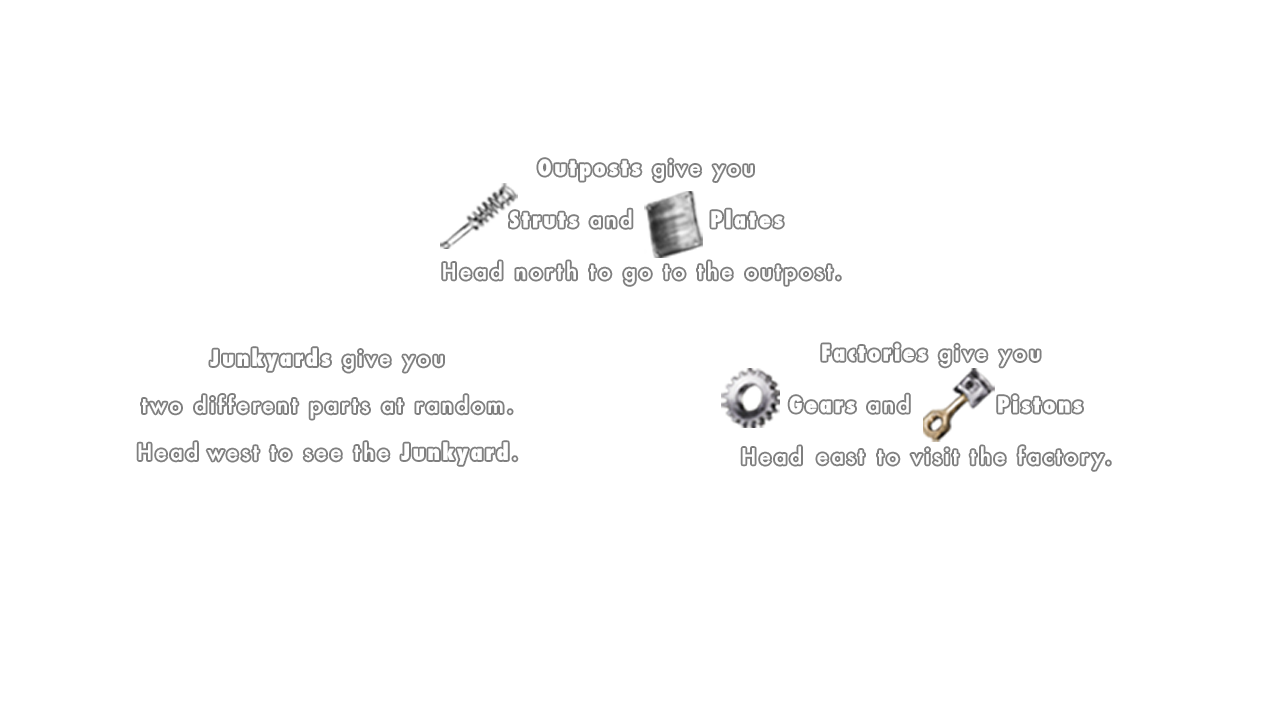 Outposts give you
Struts and Plates
Head north to go to the outpost.
Junkyards give you
two different parts at random.
Head west to see the Junkyard.
Factories give you
Gears and Pistons
Head east to visit the factory.